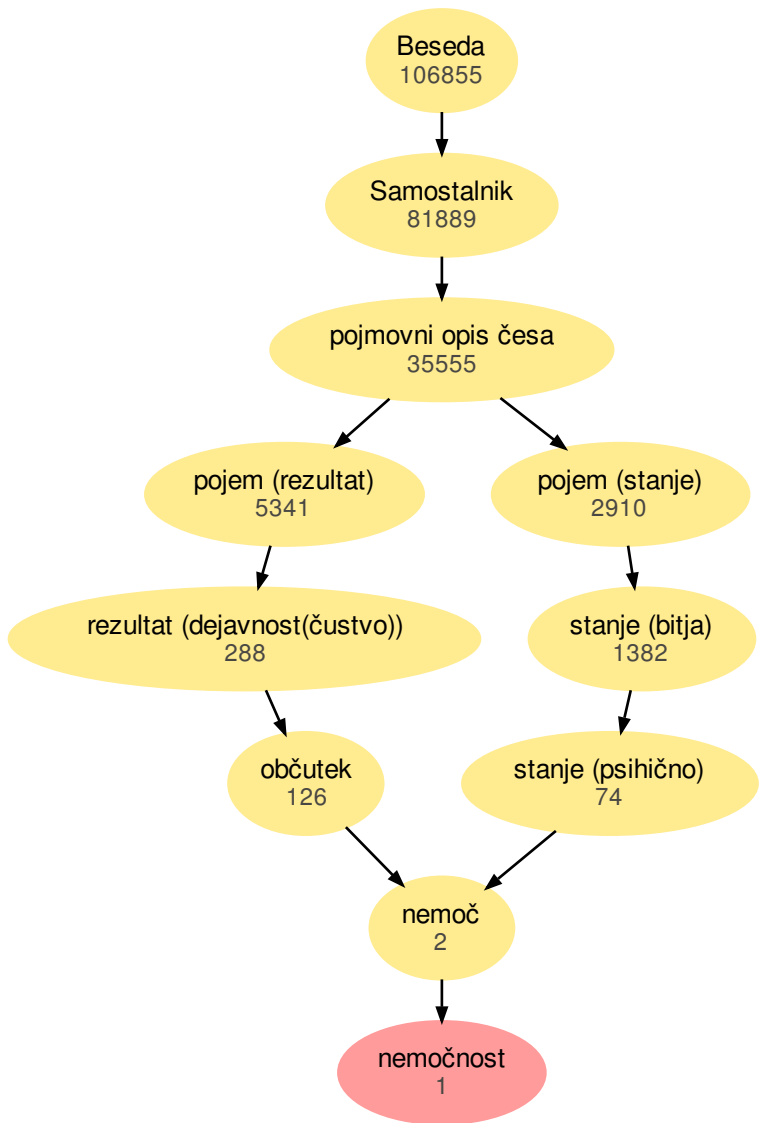 Beseda
106855
Samostalnik
81889
pojmovni opis česa
35555
pojem (rezultat)
5341
pojem (stanje)
2910
rezultat (dejavnost(čustvo))
288
stanje (bitja)
1382
občutek
126
stanje (psihično)
74
nemoč
2
nemočnost
1